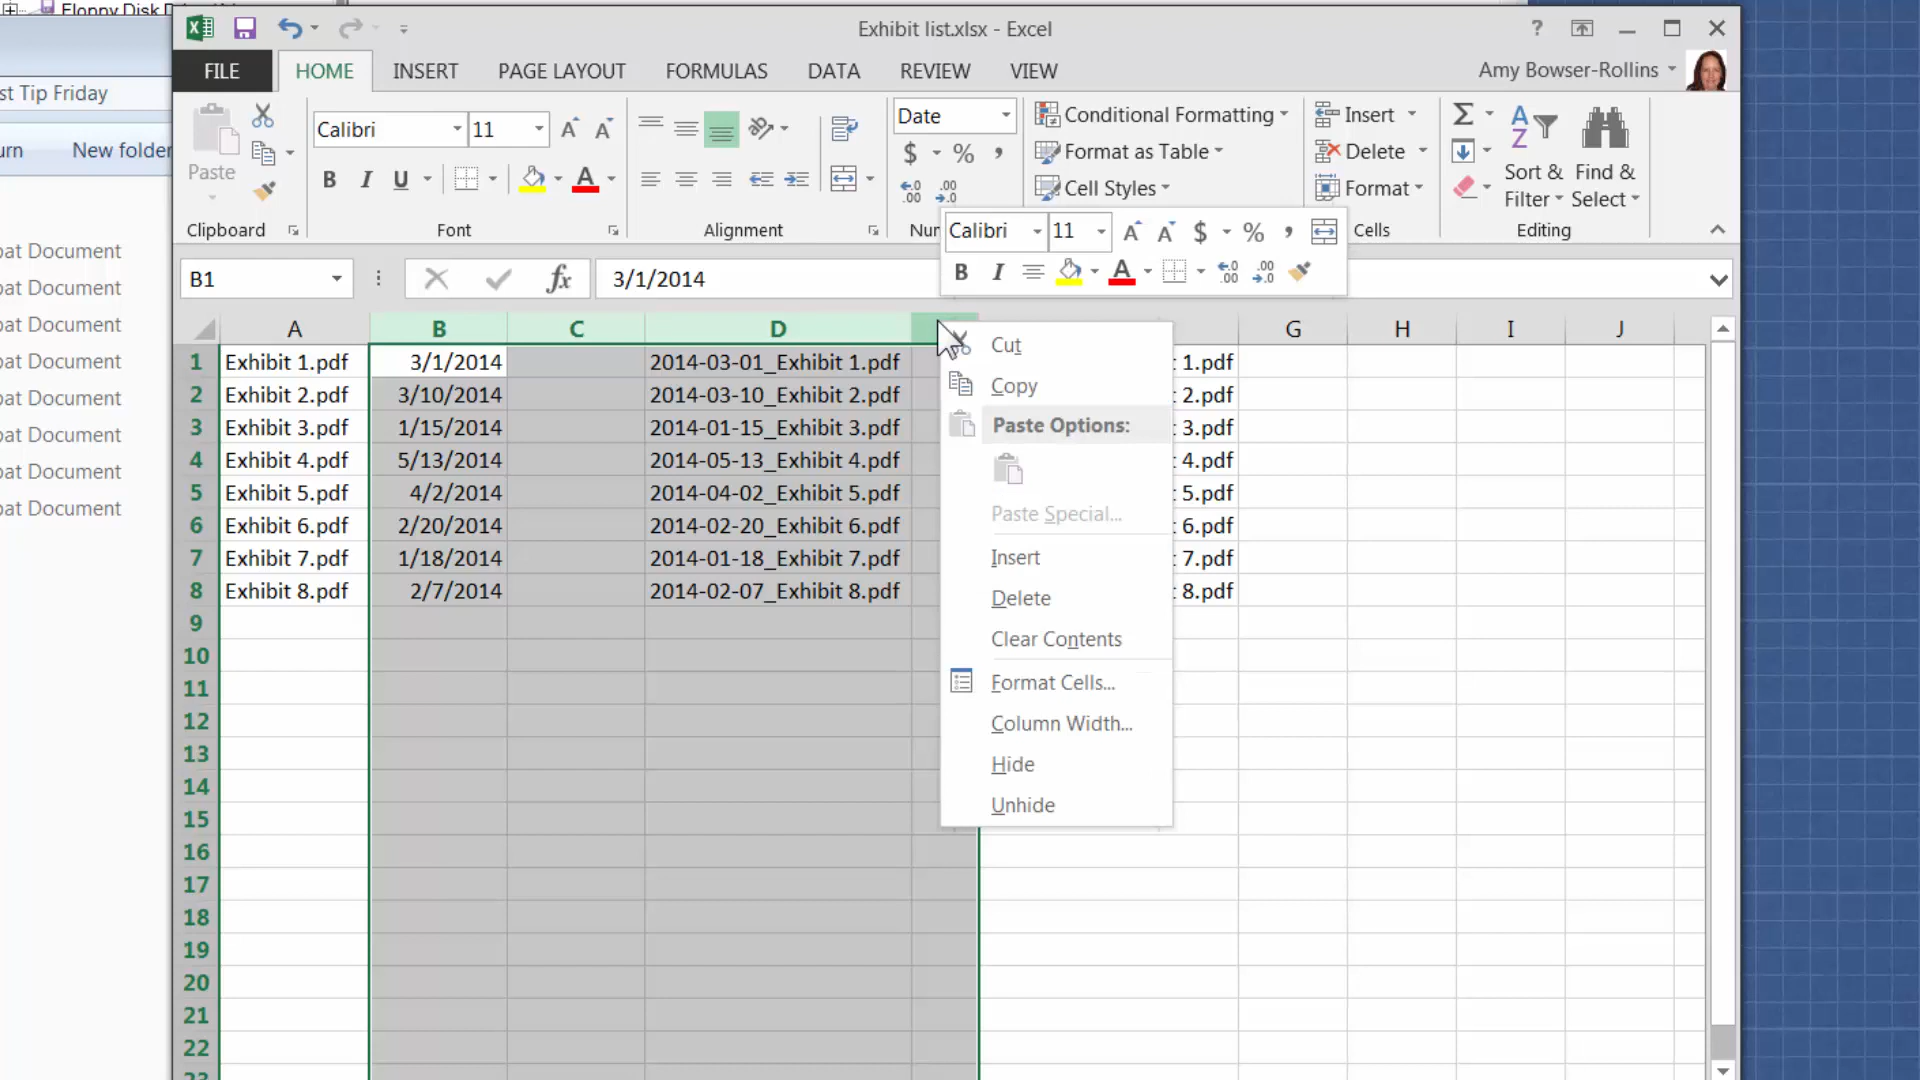 Floppy Disk
Exhibit list.xlsx - Excel
?
FILE
HOME
INSERT
PAGE LAYOUT
FORMULAS
DATA
REVIEW
VIEW
Amy Bowser-Rollins
st Tip Friday
urn
New folder
Paste
Clipboard
Calibri
11
B I U
Font
Alignment
Date
$ % ,
Conditional Formatting
Format as Table
Cell Styles
Insert
Delete
Format
Cells
Sort &
Filter
Find &
Select
Editing
Calibri
11
$ % ,
B I
B1
fx
3/1/2014
A B C D G H J
1 Exhibit 1.pdf 3/1/2014 2014-03-01_Exhibit 1.pdf 1.pdf
2 Exhibit 2.pdf 3/10/2014 2014-03-10_Exhibit 2.pdf 2.pdf
3 Exhibit 3.pdf 1/15/2014 2014-01-15_Exhibit 3.pdf 3.pdf
4 Exhibit 4.pdf 5/13/2014 2014-05-13_Exhibit 4.pdf 4.pdf
5 Exhibit 5.pdf 4/2/2014 2014-04-02_Exhibit 5.pdf 5.pdf
6 Exhibit 6.pdf 2/20/2014 2014-02-20_Exhibit 6.pdf 6.pdf
7 Exhibit 7.pdf 1/18/2014 2014-01-18_Exhibit 7.pdf 7.pdf
8 Exhibit 8.pdf 2/7/2014 2014-02-07_Exhibit 8.pdf 8.pdf
9
10
11
12
13
14
15
16
17
18
19
20
21
22
23
Cut
Copy
Paste Options:
Paste Special...
Insert
Delete
Clear Contents
Format Cells...
Column Width...
Hide
Unhide
bat Document
bat Document
bat Document
bat Document
bat Document
bat Document
bat Document
bat Document